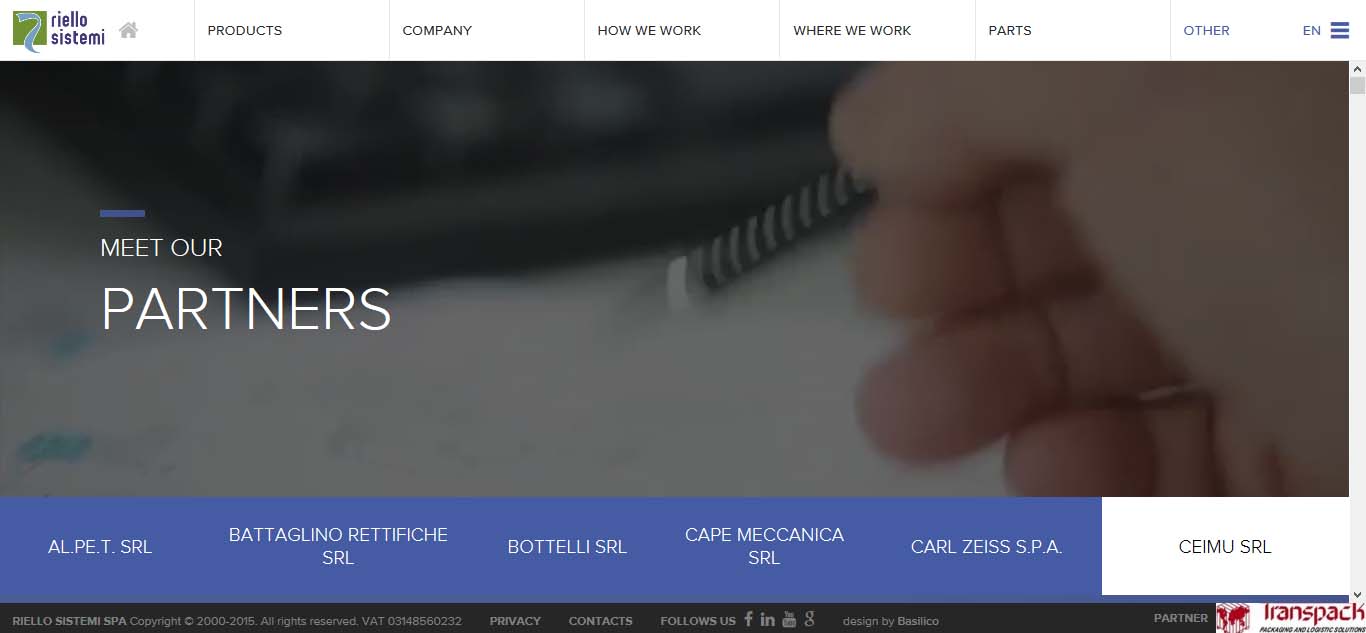 riello
sistemi
PRODUCTS
COMPANY
HOW WE WORK
WHERE WE WORK
PARTS
OTHER
EN
MEET OUR
PARTNERS
AL.PE.T. SRL
BATTAGLINO RETTIFICHE
SRL
BOTTELLI SRL
CAPE MECCANICA
SRL
CARL ZEISS S.P.A.
CEIMU SRL
RIELLO SISTEMI SPA Copyright © 2000-2015. All rights reserved. VAT 03148560232
PRIVACY
CONTACTS
FOLLOWS US
design by Basilico
PARTNER
Transpack
PACKAGING AND LOGISTIC SOLUTIONS